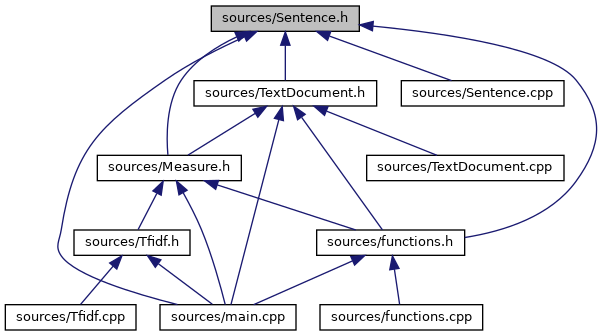 sources/Sentence.h
sources/TextDocument.h
sources/Sentence.cpp
sources/Measure.h
sources/TextDocument.cpp
sources/Tfidf.h
sources/functions.h
sources/Tfidf.cpp
sources/main.cpp
sources/functions.cpp